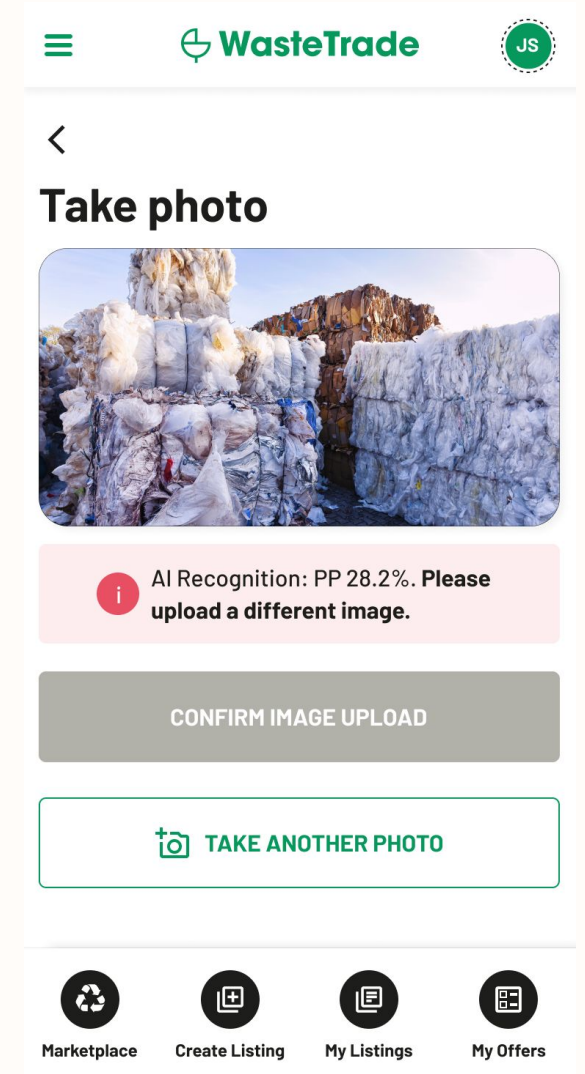 WasteTrade
JS
Take photo
AI Recognition: PP 28.2%. Please
upload a different image.
CONFIRM IMAGE UPLOAD
TAKE ANOTHER PHOTO
Marketplace
Create Listing
My Listings
My Offers